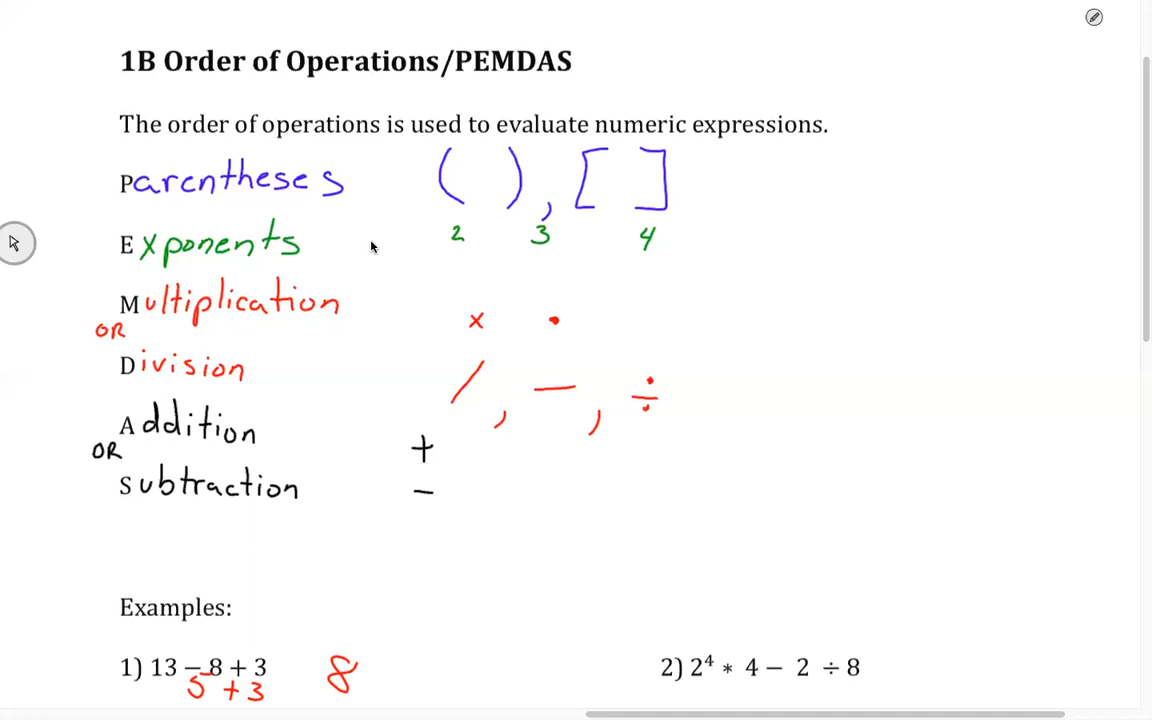 1B Order of Operations/PEMDAS
The order of operations is used to evaluate numeric expressions.
Parentheses ( ) , [ ]
Exponents 2 3 4
Multiplication × •
OR
Division / , — , ÷
Addition +
OR
Subtraction −
Examples:
1) 13 − 8 + 3 8
5 + 3
2) 2⁴ ∗ 4 − 2 ÷ 8